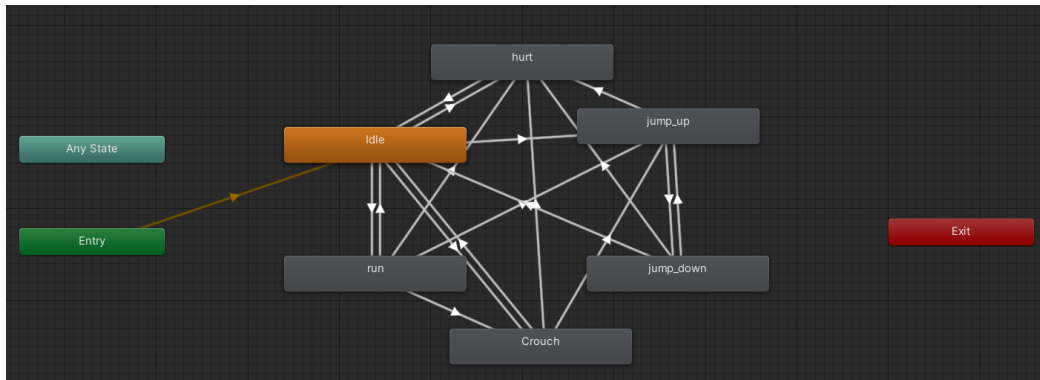 hurt
jump_up
Idle
Any State
Entry
Exit
run
jump_down
Crouch